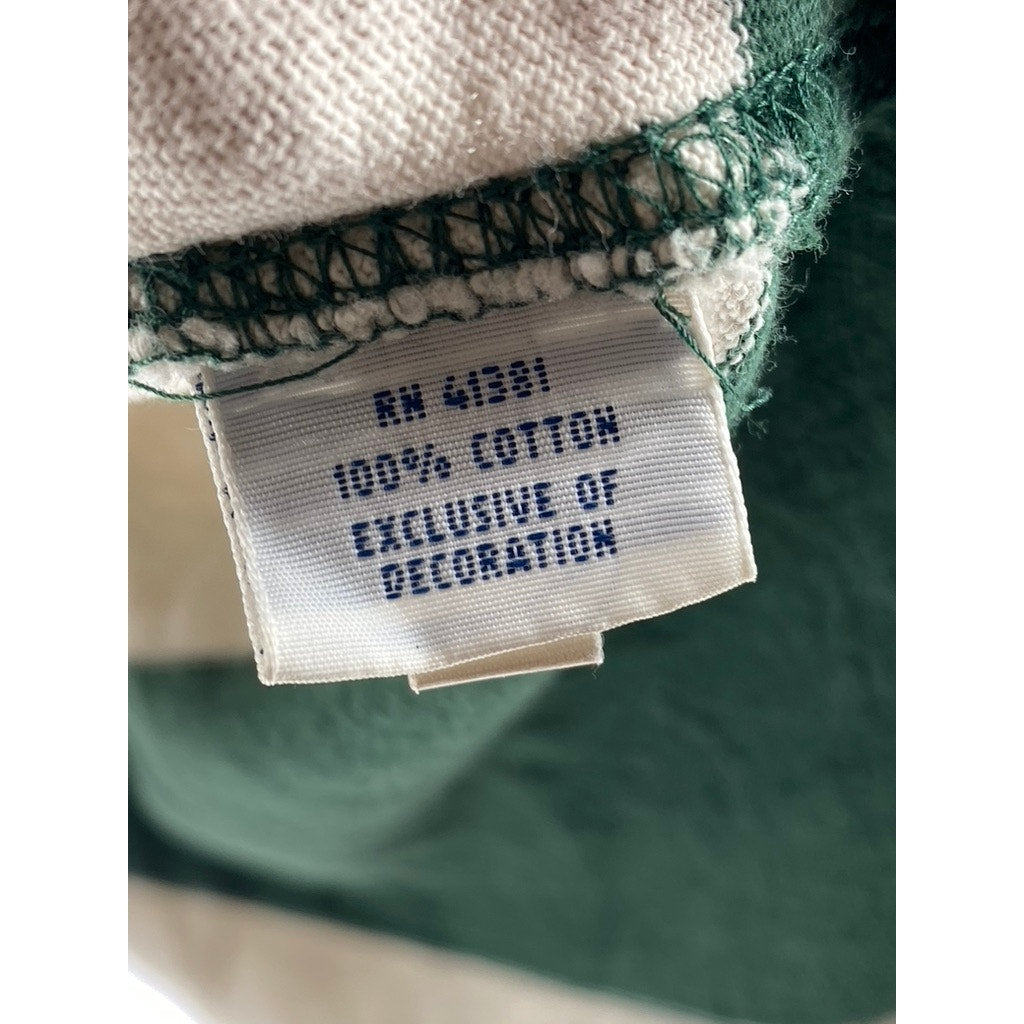 RN 41381
100% COTTON
EXCLUSIVE OF
DECORATION